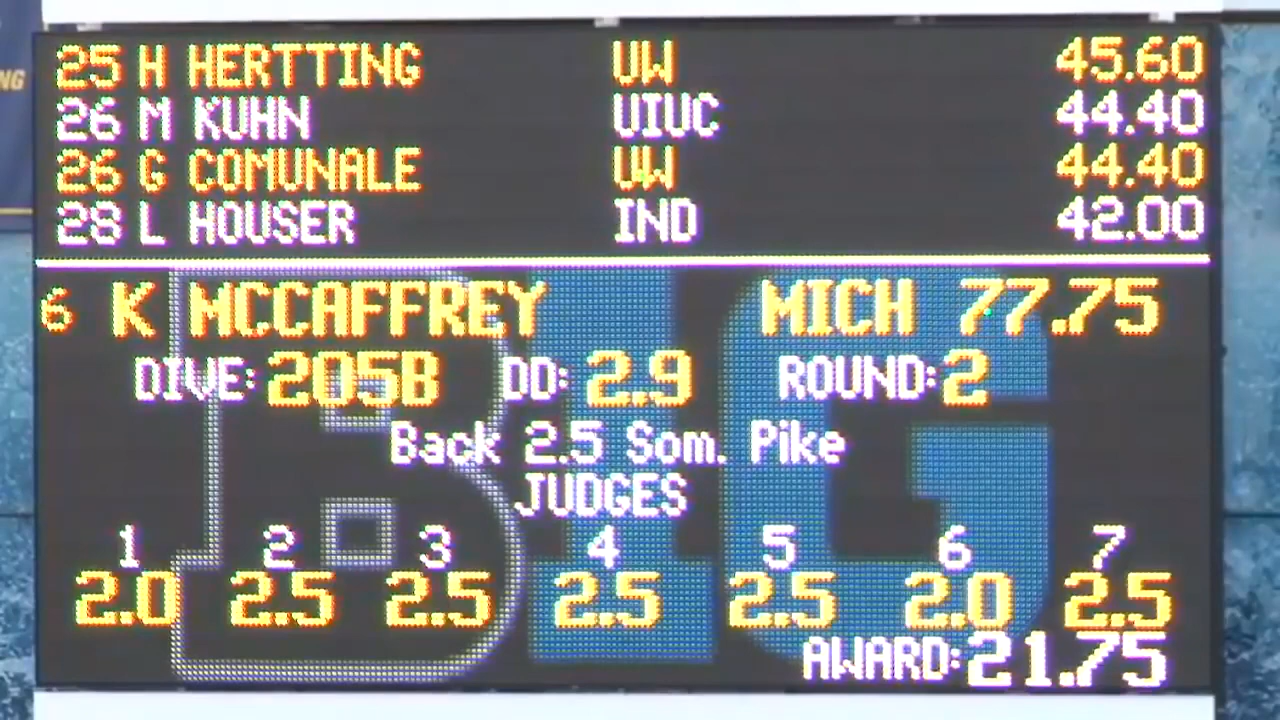 NG
25 H HERTTING UW 45.60
26 M KUHN UIUC 44.40
26 G COMUNALE UW 44.40
28 L HOUSER IND 42.00
6 K MCCAFFREY MICH 77.75
DIVE: 205B DD: 2.9 ROUND: 2
Back 2.5 Som. Pike
JUDGES
1 2 3 4 5 6 7
2.0 2.5 2.5 2.5 2.5 2.0 2.5
AWARD: 21.75
B1G